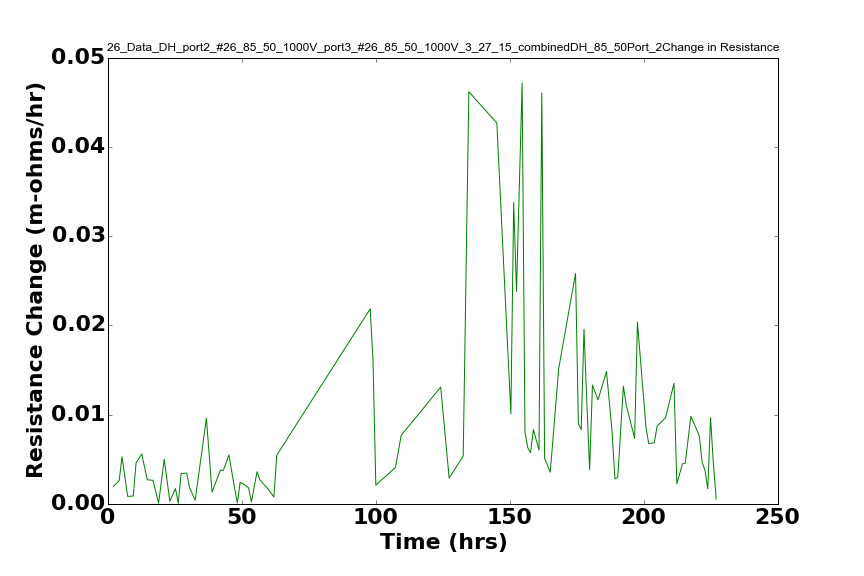 26_Data_DH_port2_#26_85_50_1000V_port3_#26_85_50_1000V_3_27_15_combinedDH_85_50Port_2Change in Resistance
0.05
0.04
0.03
0.02
0.01
0.00
Resistance Change (m-ohms/hr)
0 50 100 150 200 250
Time (hrs)